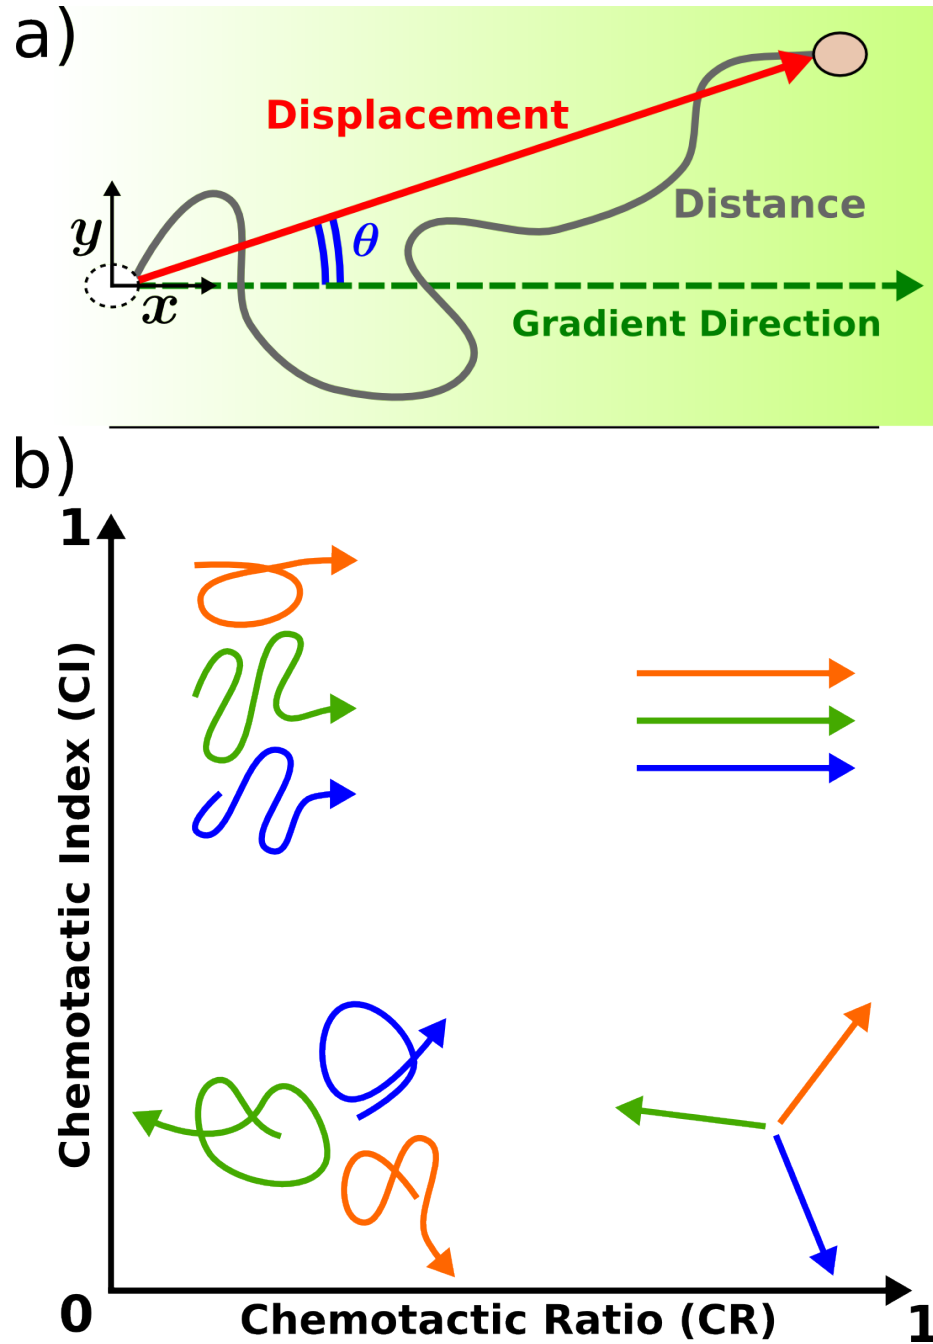 a)
Displacement
Distance
y
θ
x
Gradient Direction
b)
1
Chemotactic Index (CI)
0
Chemotactic Ratio (CR)
1